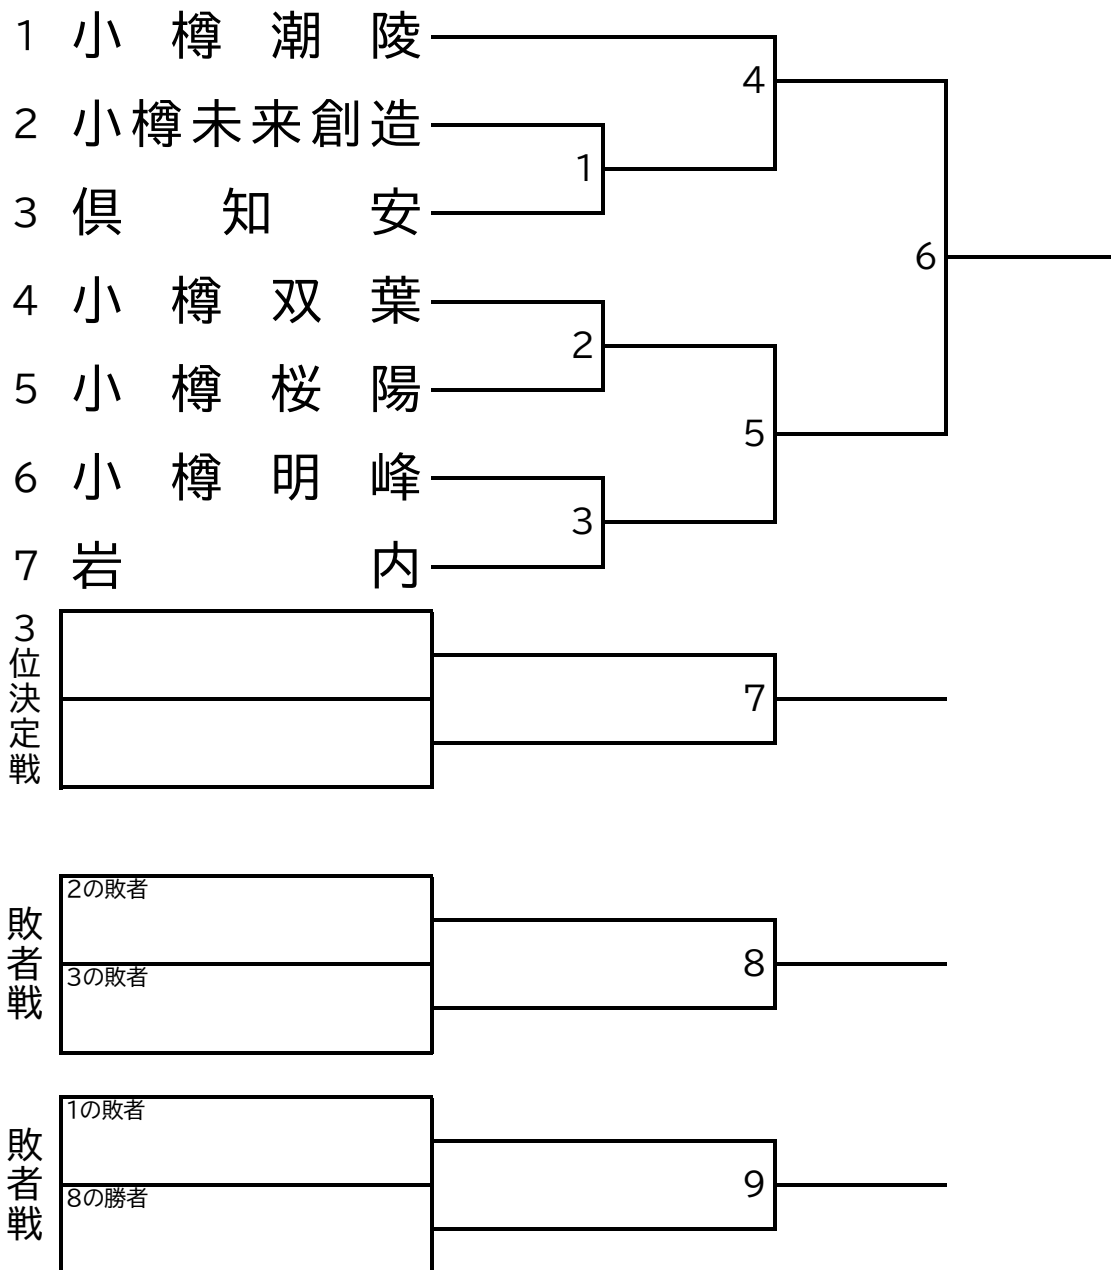 1 小樽潮陵
4
2 小樽未来創造
1
3 倶知安
6
4 小樽双葉
2
5 小樽桜陽
5
6 小樽明峰
3
7 岩内
3位決定戦
7
敗者戦
2の敗者
8
3の敗者
敗者戦
1の敗者
9
8の勝者